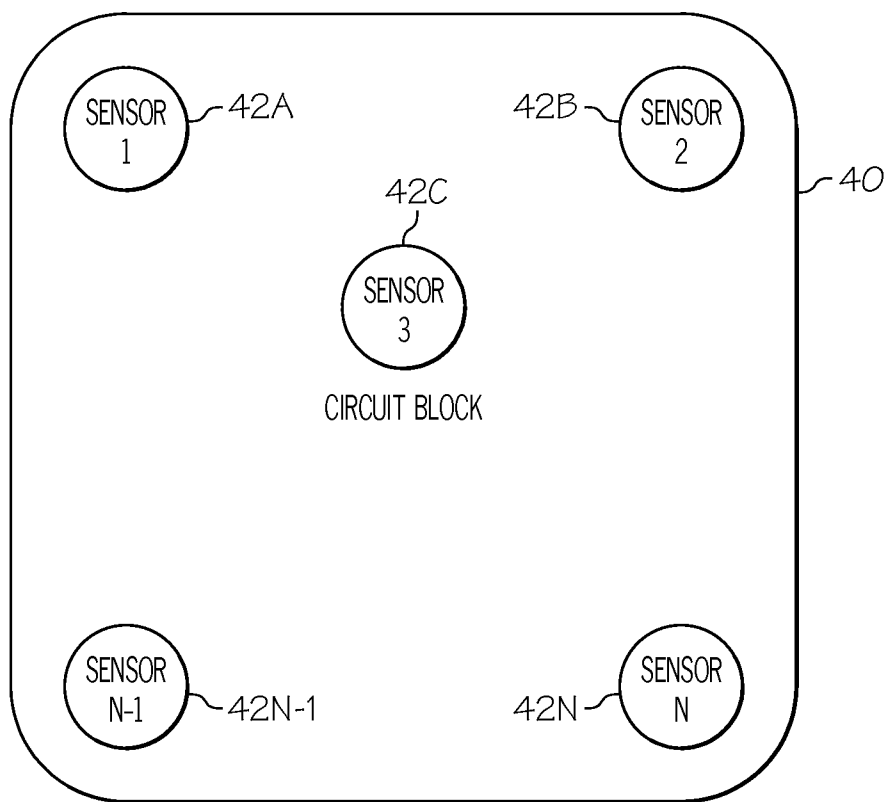 SENSOR
1
42A
42B
SENSOR
2
40
42C
SENSOR
3
CIRCUIT BLOCK
SENSOR
N-1
42N-1
42N
SENSOR
N